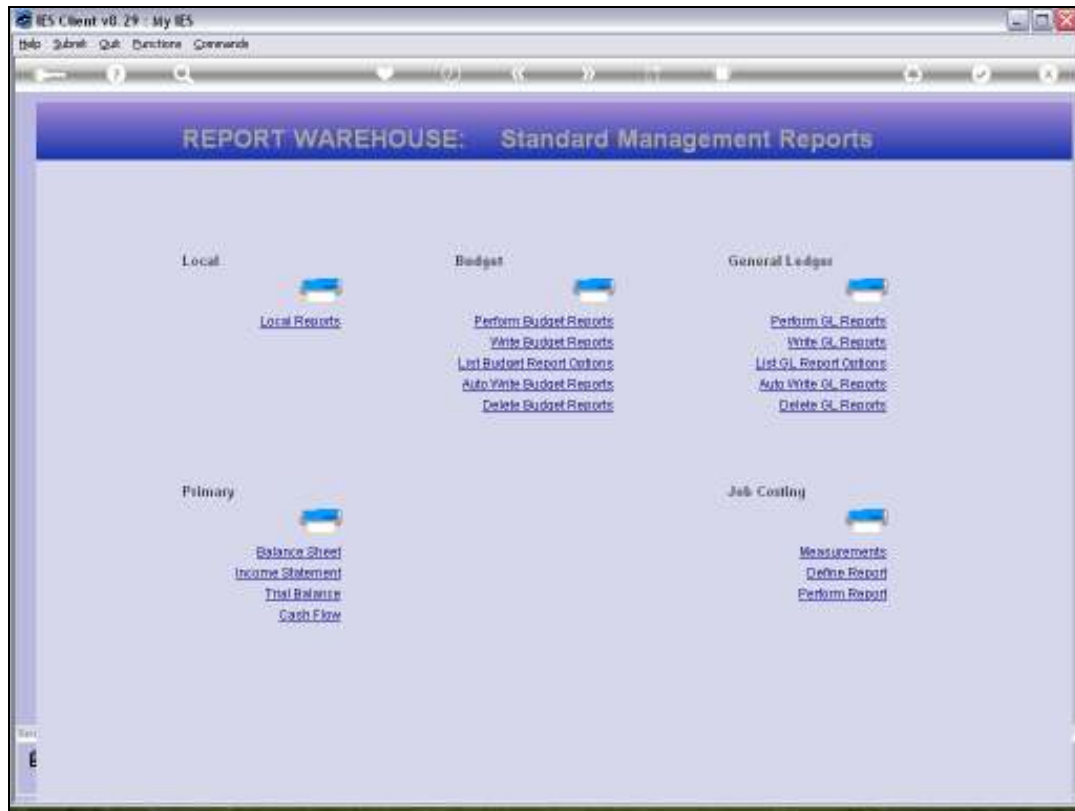 IES Client v8.29 : My IES
Help Submit Quit Functions Commands
REPORT WAREHOUSE: Standard Management Reports
Local
Local Reports
Budget
Perform Budget Reports
Write Budget Reports
List Budget Report Options
Auto Write Budget Reports
Delete Budget Reports
General Ledger
Perform GL Reports
Write GL Reports
List GL Report Options
Auto Write GL Reports
Delete GL Reports
Primary
Balance Sheet
Income Statement
Trial Balance
Cash Flow
Job Costing
Measurements
Define Report
Perform Report